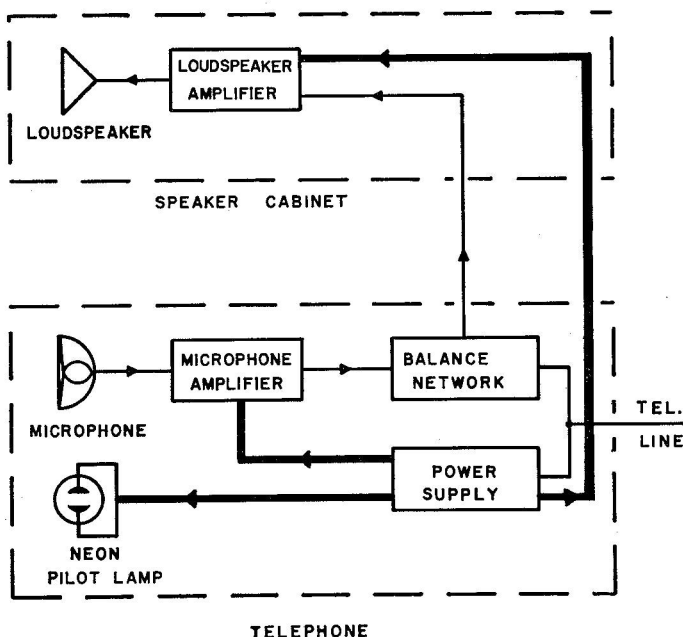 LOUDSPEAKER
AMPLIFIER
LOUDSPEAKER
SPEAKER CABINET
MICROPHONE
AMPLIFIER
BALANCE
NETWORK
MICROPHONE
TEL.
LINE
POWER
SUPPLY
NEON
PILOT LAMP
TELEPHONE